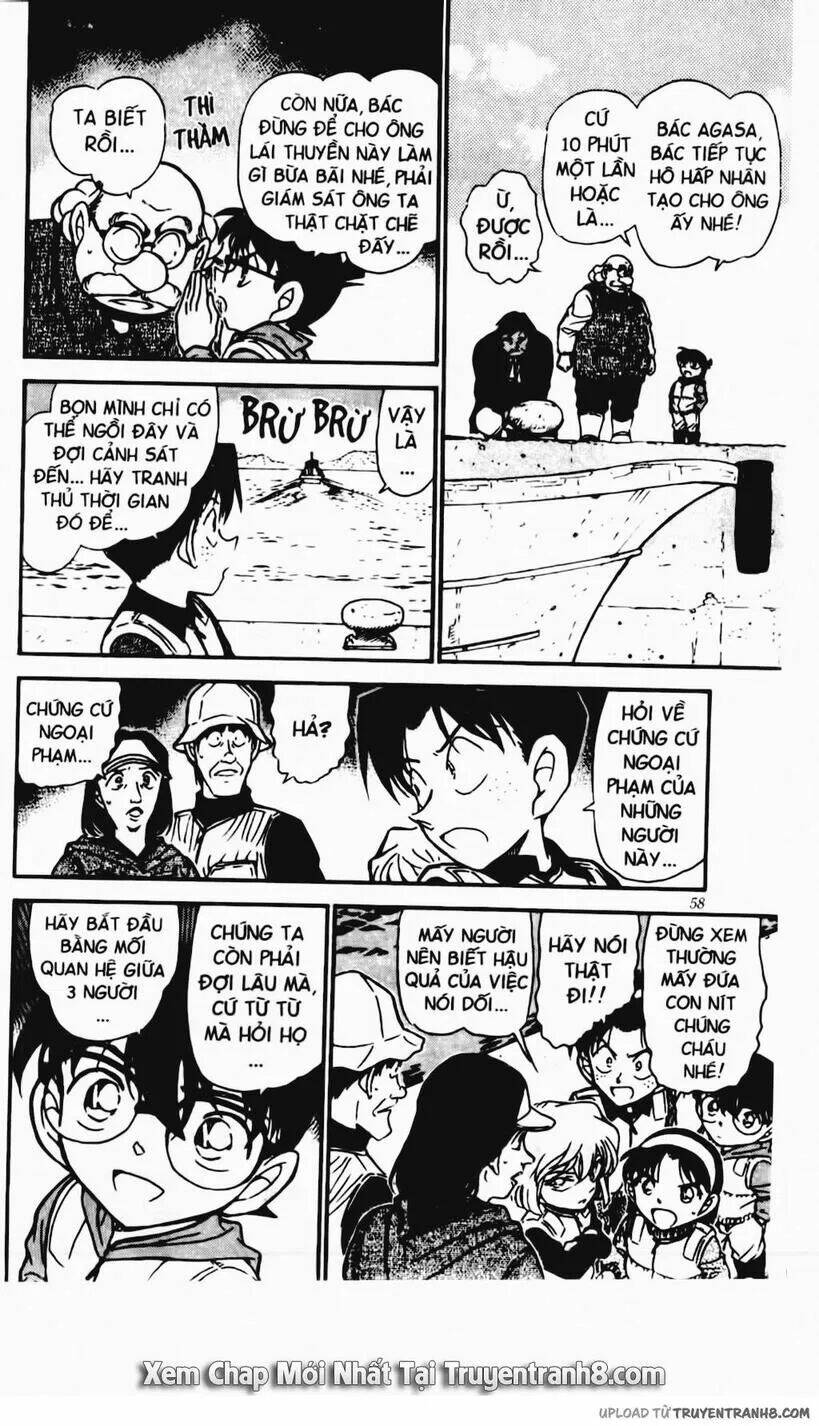 BÁC AGASA,
BÁC TIẾP TỤC
HÔ HẤP NHÂN
TẠO CHO ÔNG
ẤY NHÉ!
CỨ
10 PHÚT
MỘT LẦN
HOẶC
LÀ...
Ừ,
ĐƯỢC
RỒI...
CÒN NỮA, BÁC
ĐỪNG ĐỂ CHO ÔNG
LÁI THUYỀN NÀY LÀM
GÌ BỪA BÃI NHÉ, PHẢI
GIÁM SÁT ÔNG TA
THẬT CHẶT CHẼ
ĐẤY...
THÌ
THẦM
TA BIẾT
RỒI...
VẬY
LÀ
...
BRỪ BRỪ
BỌN MÌNH CHỈ CÓ
THỂ NGỒI ĐÂY VÀ
ĐỢI CẢNH SÁT
ĐẾN... HÃY TRANH
THỦ THỜI GIAN
ĐÓ ĐỂ...
HỎI VỀ
CHỨNG CỨ
NGOẠI
PHẠM CỦA
NHỮNG
NGƯỜI
NÀY...
HẢ?
CHỨNG CỨ
NGOẠI
PHẠM...
58
ĐỪNG XEM
THƯỜNG
MẤY ĐỨA
CON NÍT
CHÚNG
CHÁU
NHÉ!
HÃY NÓI
THẬT
ĐI!!
MẤY NGƯỜI
NÊN BIẾT HẬU
QUẢ CỦA VIỆC
NÓI DỐI...
CHÚNG TA
CÒN PHẢI
ĐỢI LÂU MÀ,
CỨ TỪ TỪ
MÀ HỎI HỌ
...
HÃY BẮT ĐẦU
BẰNG MỐI
QUAN HỆ GIỮA
3 NGƯỜI
...
Xem Chap Mới Nhất Tại Truyentranh8.com
UPLOAD TỪ TRUYENTRANH8.COM